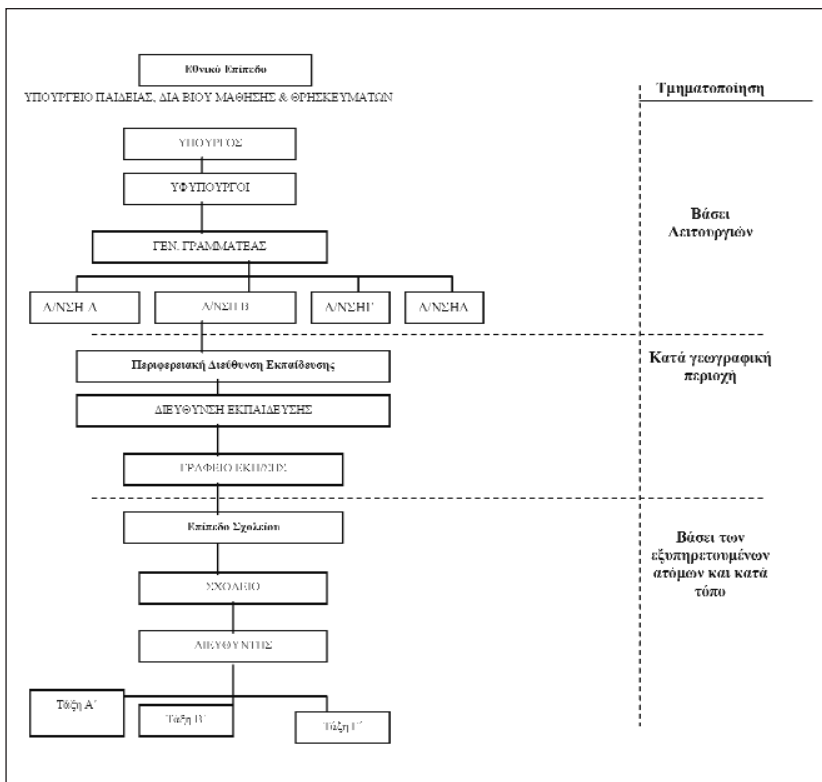 Εθνικό Επίπεδο
ΥΠΟΥΡΓΕΙΟ ΠΑΙΔΕΙΑΣ, ΔΙΑ ΒΙΟΥ ΜΑΘΗΣΗΣ & ΘΡΗΣΚΕΥΜΑΤΩΝ
Τμηματοποίηση
ΥΠΟΥΡΓΟΣ
ΥΦΥΠΟΥΡΓΟΙ
Βάσει
Λειτουργιών
ΓΕΝ. ΓΡΑΜΜΑΤΕΑΣ
Δ/ΝΣΗ Α
Δ/ΝΣΗ Β
Δ/ΝΣΗΓ
Δ/ΝΣΗΔ
Περιφερειακή Διεύθυνση Εκπαίδευσης
Κατά γεωγραφική
περιοχή
ΔΙΕΥΘΥΝΣΗ ΕΚΠΑΙΔΕΥΣΗΣ
ΓΡΑΦΕΙΟ ΕΚΠ/ΣΗΣ
Επίπεδο Σχολείου
Βάσει των
εξυπηρετουμένων
ατόμων και κατά
τόπο
ΣΧΟΛΕΙΟ
ΔΙΕΥΘΥΝΤΗΣ
Τάξη Α΄
Τάξη Β΄
Τάξη Γ΄